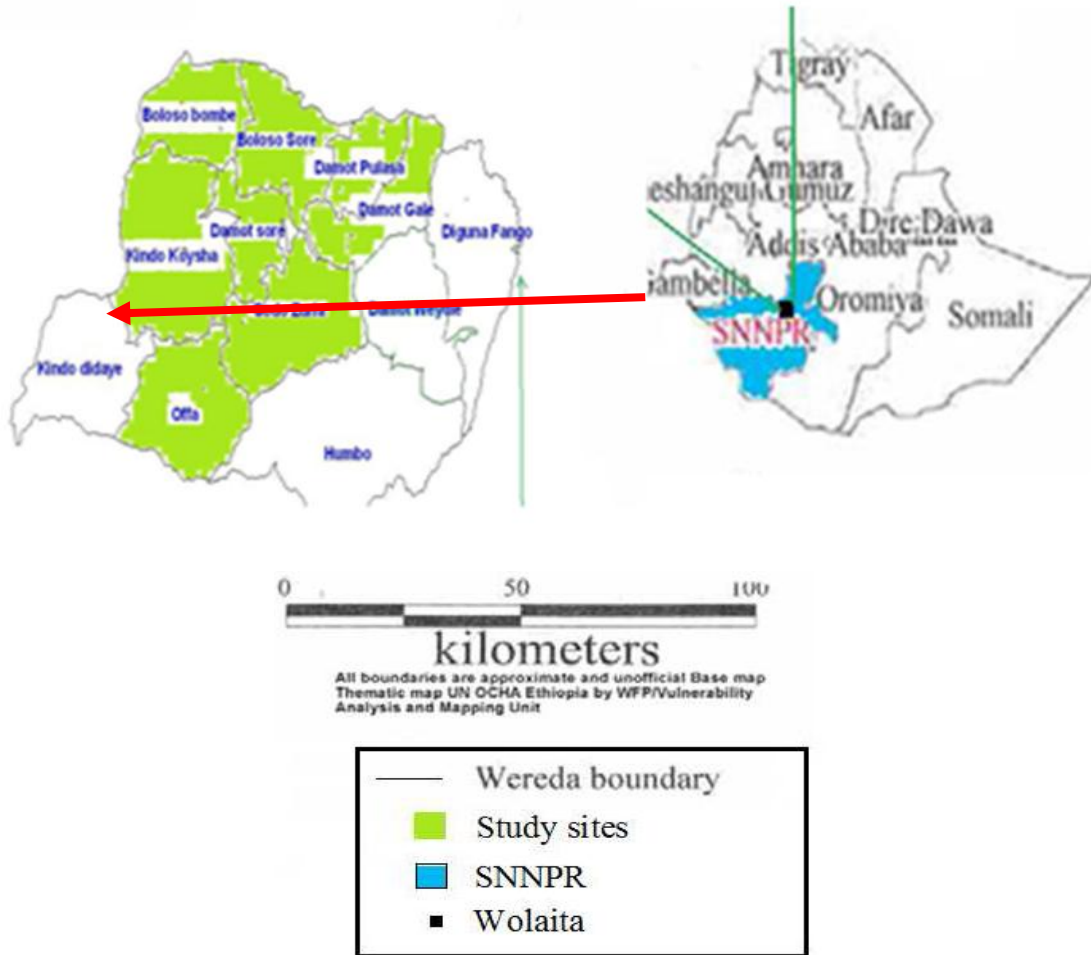 Boloso bombe
Boloso Sore
Damot Pulasa
Damot Gale
Damot sore
Diguna Fango
Kindo Kilysha
Kindo didaye
Offa
Humbo
Tigray
Afar
Amhara
Gumuz
Dire Dawa
Addis Ababa
Gambella
Oromiya
Somali
SNNPR
0 50 100
kilometers
All boundaries are approximate and unofficial Base map
Thematic map UN OCHA Ethiopia by WFP/Vulnerability
Analysis and Mapping Unit
Wereda boundary
Study sites
SNNPR
Wolaita